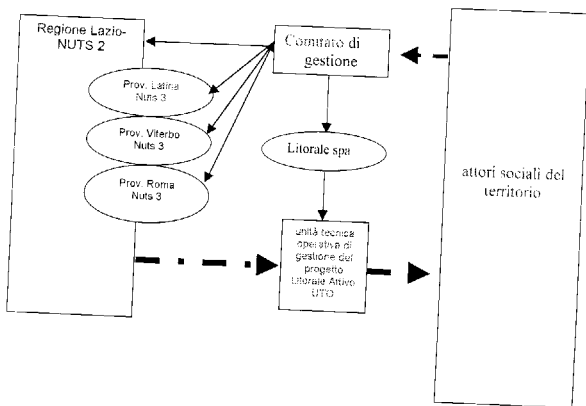 Regione Lazio-
NUTS 2
Prov. Latina
Nuts 3
Prov. Viterbo
Nuts 3
Prov. Roma
Nuts 3
Comitato di
gestione
Litorale spa
unità tecnica
operativa di
gestione del
progetto
Litorale Attivo
UTO
attori sociali del
territorio